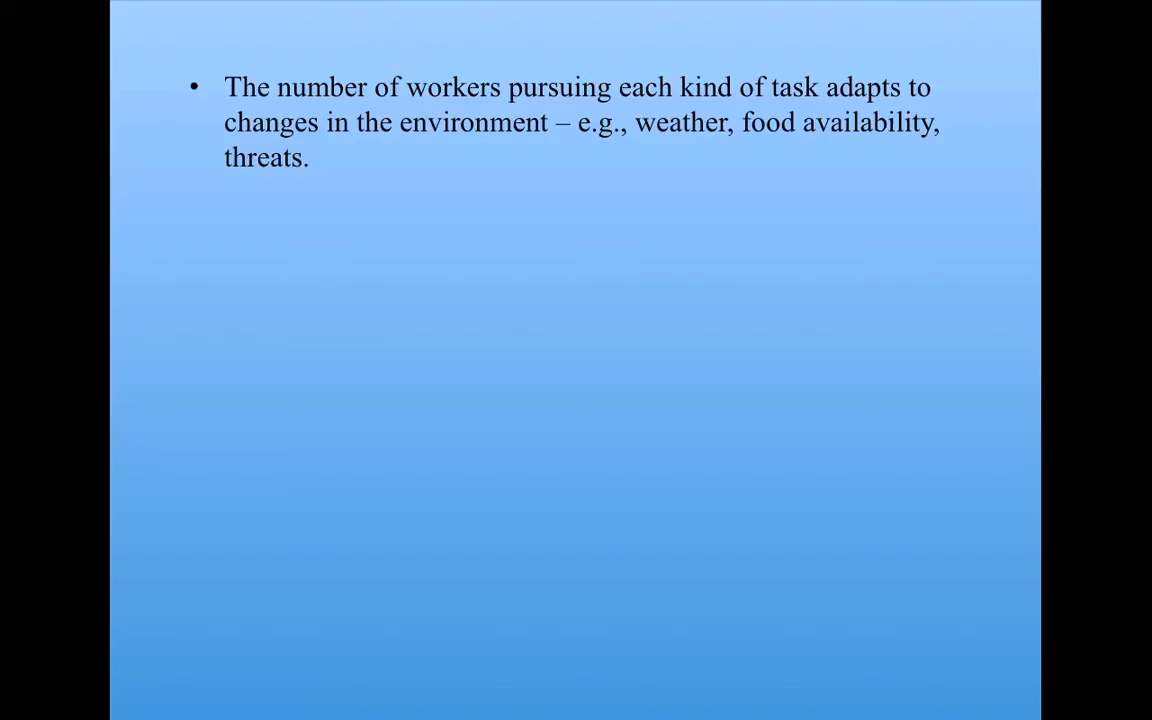 • The number of workers pursuing each kind of task adapts to
changes in the environment – e.g., weather, food availability,
threats.